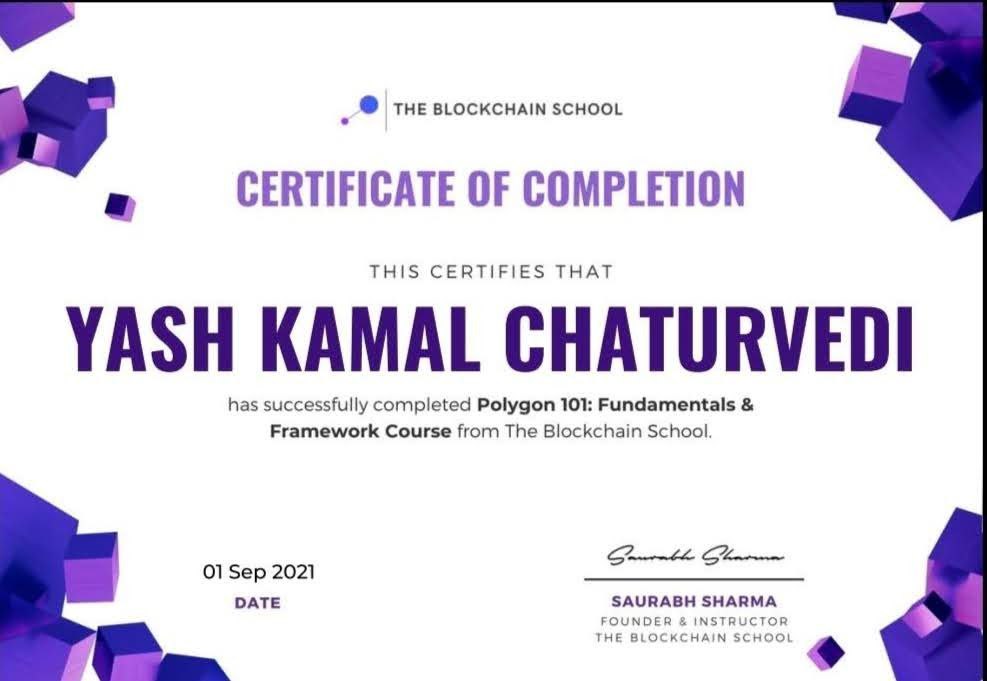 THE BLOCKCHAIN SCHOOL
CERTIFICATE OF COMPLETION
THIS CERTIFIES THAT
YASH KAMAL CHATURVEDI
has successfully completed Polygon 101: Fundamentals &
Framework Course from The Blockchain School.
01 Sep 2021
DATE
Saurabh Sharma
SAURABH SHARMA
FOUNDER & INSTRUCTOR
THE BLOCKCHAIN SCHOOL